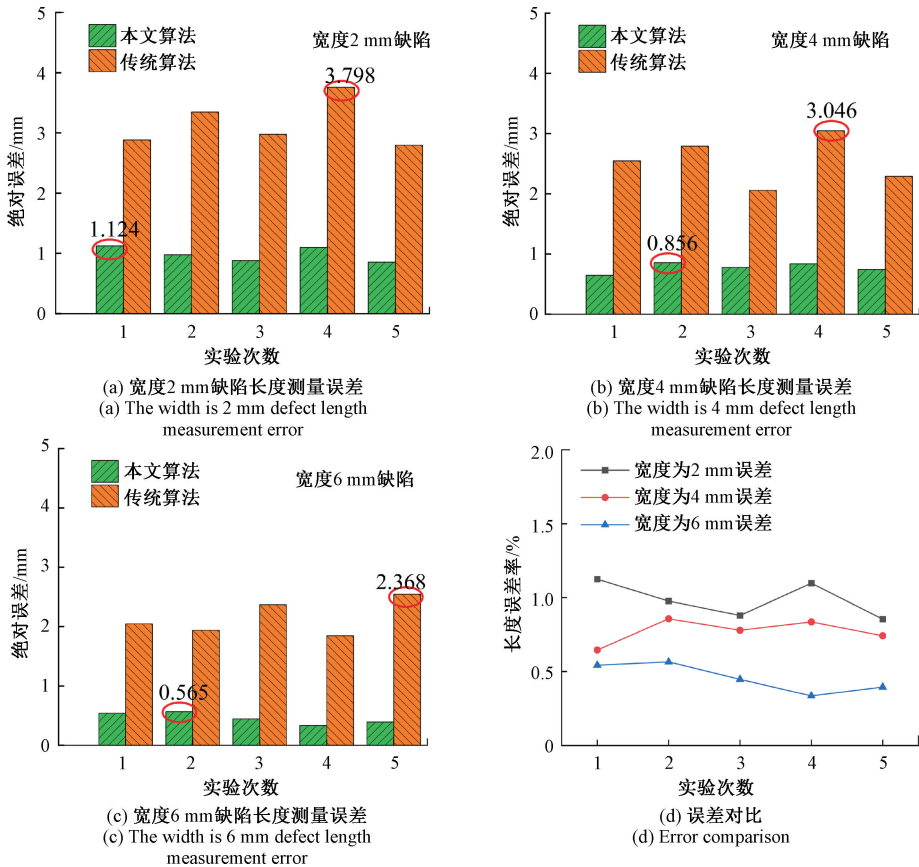 5
4
3
2
1
0
绝对误差/mm
本文算法
传统算法
宽度2 mm缺陷
3.798
1.124
1 2 3 4 5
实验次数
(a) 宽度2 mm缺陷长度测量误差
(a) The width is 2 mm defect length
measurement error
5
4
3
2
1
0
绝对误差/mm
本文算法
传统算法
宽度4 mm缺陷
3.046
0.856
1 2 3 4 5
实验次数
(b) 宽度4 mm缺陷长度测量误差
(b) The width is 4 mm defect length
measurement error
5
4
3
2
1
0
绝对误差/mm
本文算法
传统算法
宽度6 mm缺陷
2.368
0.565
1 2 3 4 5
实验次数
(c) 宽度6 mm缺陷长度测量误差
(c) The width is 6 mm defect length
measurement error
2.0
1.5
1.0
0.5
0
长度误差率/%
宽度为2 mm误差
宽度为4 mm误差
宽度为6 mm误差
1 2 3 4 5
实验次数
(d) 误差对比
(d) Error comparison